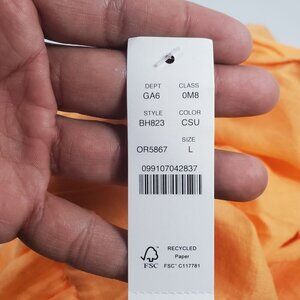 DEPT CLASS
GA6 0M8
STYLE COLOR
BH823 CSU
SIZE
OR5867 L
099107042837
RECYCLED
Paper
FSC
FSC® C117781